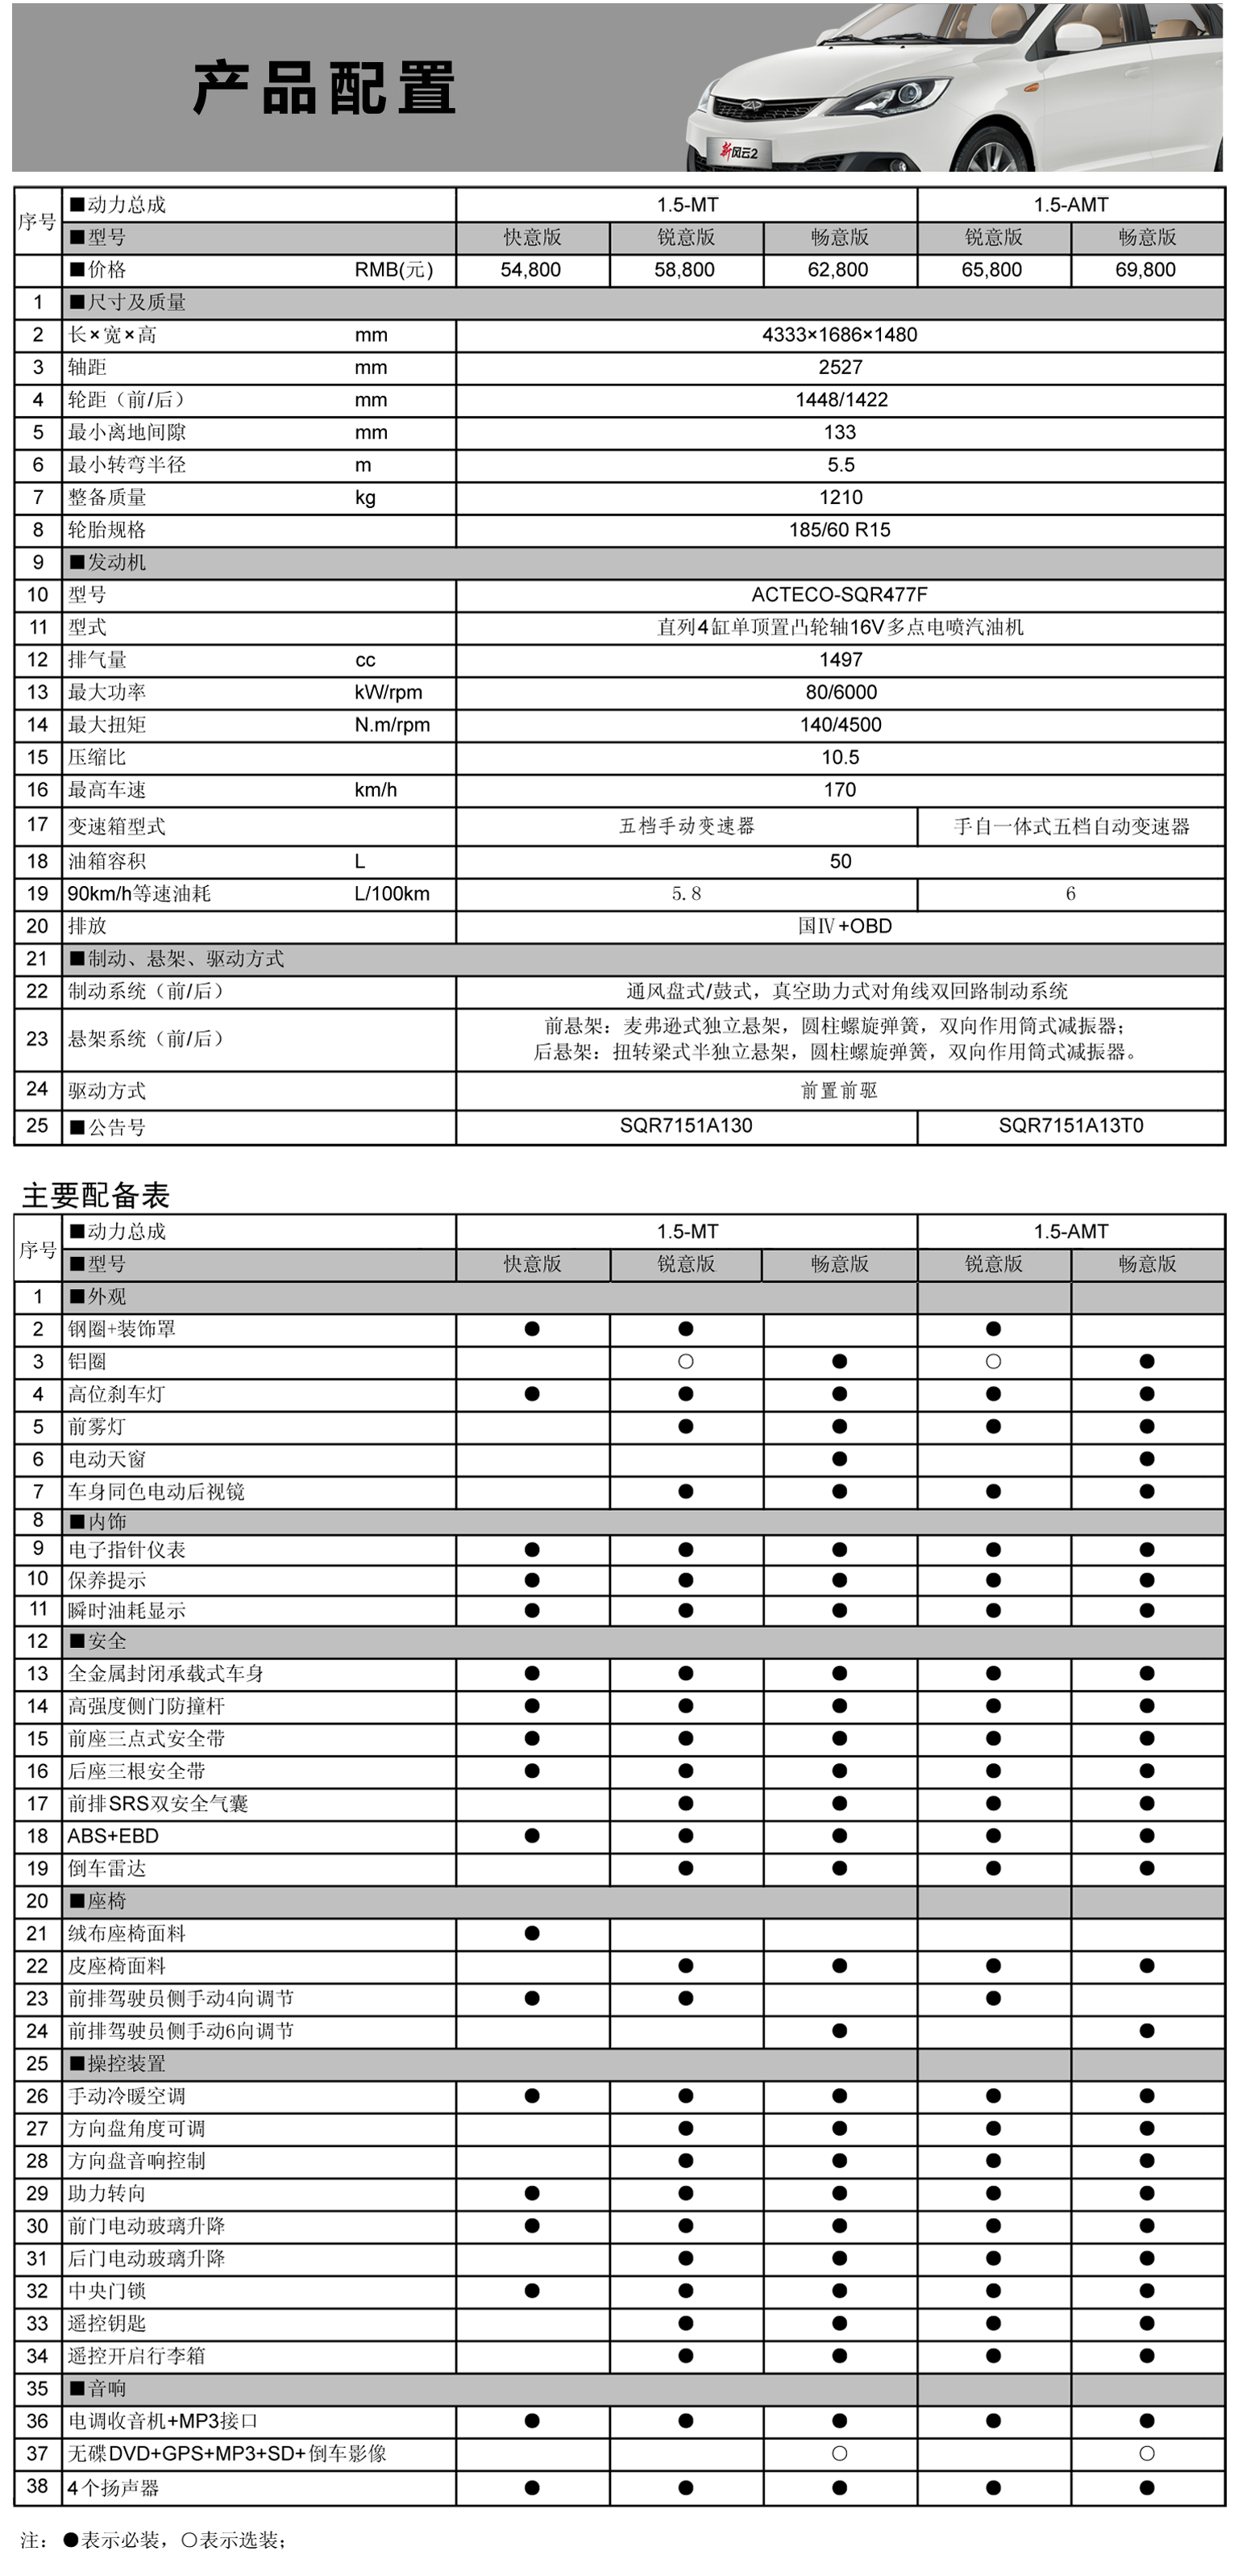 产品配置
新风云2
序号 ■动力总成 1.5-MT 1.5-AMT
■型号 快意版 锐意版 畅意版 锐意版 畅意版
■价格 RMB(元) 54,800 58,800 62,800 65,800 69,800
1 ■尺寸及质量
2 长×宽×高 mm 4333×1686×1480
3 轴距 mm 2527
4 轮距（前/后） mm 1448/1422
5 最小离地间隙 mm 133
6 最小转弯半径 m 5.5
7 整备质量 kg 1210
8 轮胎规格 185/60 R15
9 ■发动机
10 型号 ACTECO-SQR477F
11 型式 直列4缸单顶置凸轮轴16V多点电喷汽油机
12 排气量 cc 1497
13 最大功率 kW/rpm 80/6000
14 最大扭矩 N.m/rpm 140/4500
15 压缩比 10.5
16 最高车速 km/h 170
17 变速箱型式 五档手动变速器 手自一体式五档自动变速器
18 油箱容积 L 50
19 90km/h等速油耗 L/100km 5.8 6
20 排放 国Ⅳ+OBD
21 ■制动、悬架、驱动方式
22 制动系统（前/后） 通风盘式/鼓式，真空助力式对角线双回路制动系统
23 悬架系统（前/后） 前悬架：麦弗逊式独立悬架，圆柱螺旋弹簧，双向作用筒式减振器；
后悬架：扭转梁式半独立悬架，圆柱螺旋弹簧，双向作用筒式减振器。
24 驱动方式 前置前驱
25 ■公告号 SQR7151A130 SQR7151A13T0
主要配备表
序号 ■动力总成 1.5-MT 1.5-AMT
■型号 快意版 锐意版 畅意版 锐意版 畅意版
1 ■外观
2 钢圈+装饰罩 ● ● ●
3 铝圈 ○ ● ○ ●
4 高位刹车灯 ● ● ● ● ●
5 前雾灯 ● ● ● ●
6 电动天窗 ● ●
7 车身同色电动后视镜 ● ● ● ●
8 ■内饰
9 电子指针仪表 ● ● ● ● ●
10 保养提示 ● ● ● ● ●
11 瞬时油耗显示 ● ● ● ● ●
12 ■安全
13 全金属封闭承载式车身 ● ● ● ● ●
14 高强度侧门防撞杆 ● ● ● ● ●
15 前座三点式安全带 ● ● ● ● ●
16 后座三根安全带 ● ● ● ● ●
17 前排SRS双安全气囊 ● ● ● ●
18 ABS+EBD ● ● ● ● ●
19 倒车雷达 ● ● ● ●
20 ■座椅
21 绒布座椅面料 ●
22 皮座椅面料 ● ● ● ●
23 前排驾驶员侧手动4向调节 ● ● ●
24 前排驾驶员侧手动6向调节 ● ●
25 ■操控装置
26 手动冷暖空调 ● ● ● ● ●
27 方向盘角度可调 ● ● ● ●
28 方向盘音响控制 ● ● ● ●
29 助力转向 ● ● ● ● ●
30 前门电动玻璃升降 ● ● ● ● ●
31 后门电动玻璃升降 ● ● ● ●
32 中央门锁 ● ● ● ● ●
33 遥控钥匙 ● ● ● ●
34 遥控开启行李箱 ● ● ● ●
35 ■音响
36 电调收音机+MP3接口 ● ● ● ● ●
37 无碟DVD+GPS+MP3+SD+倒车影像 ○ ○
38 4个扬声器 ● ● ● ● ●
注：●表示必装，○表示选装；